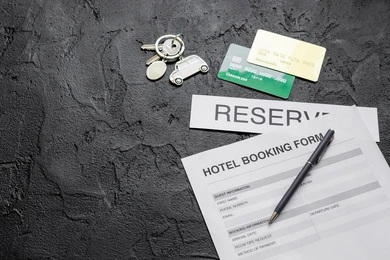 RESERV
HOTEL BOOKING FORM
GUEST INFORMATION
FIRST NAME
PHONE NUMBER
EMAIL
BOOKING INFORMATION
ARRIVAL DATE
DEPARTURE DATE
ROOM TYPE REQUEST
METHOD OF PAYMENT